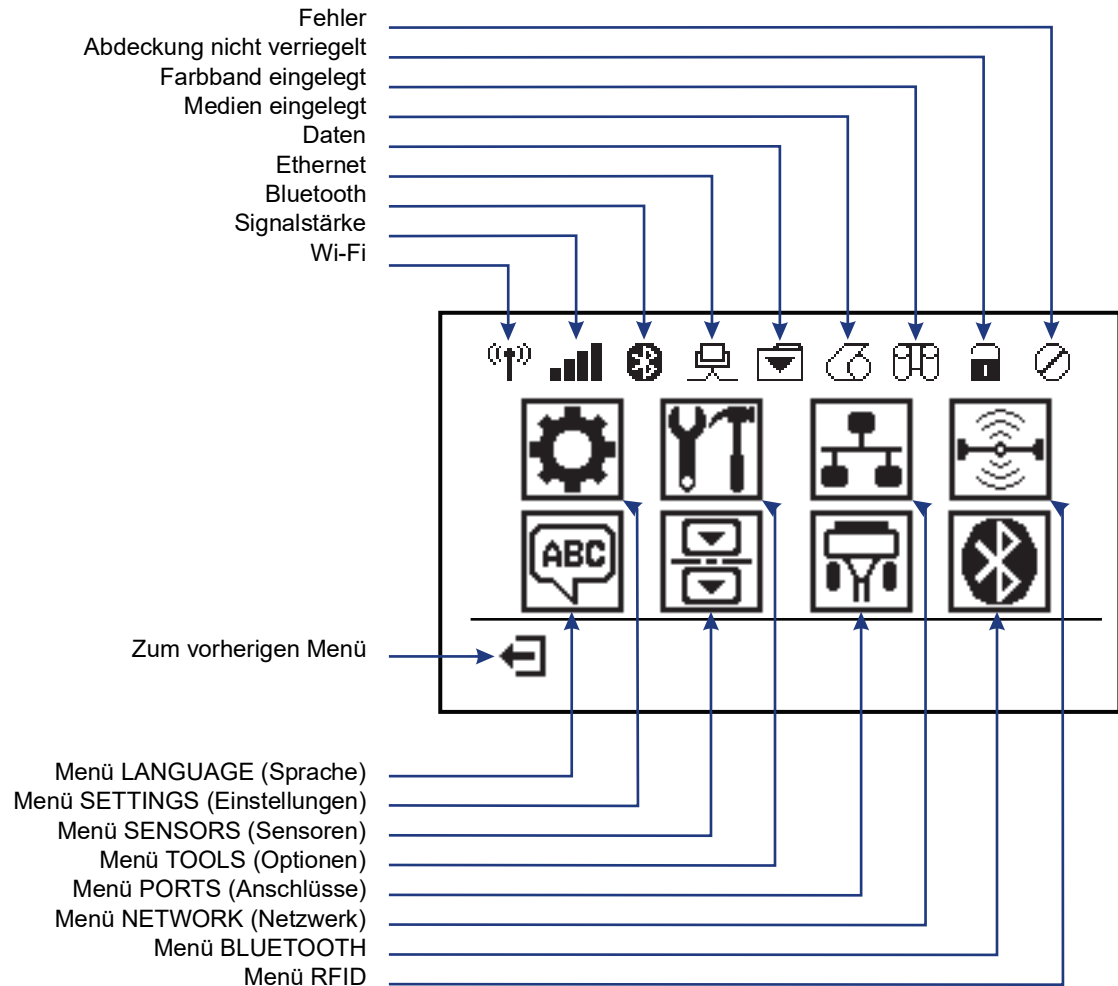 Fehler
Abdeckung nicht verriegelt
Farbband eingelegt
Medien eingelegt
Daten
Ethernet
Bluetooth
Signalstärke
Wi-Fi
ABC
Zum vorherigen Menü
Menü LANGUAGE (Sprache)
Menü SETTINGS (Einstellungen)
Menü SENSORS (Sensoren)
Menü TOOLS (Optionen)
Menü PORTS (Anschlüsse)
Menü NETWORK (Netzwerk)
Menü BLUETOOTH
Menü RFID